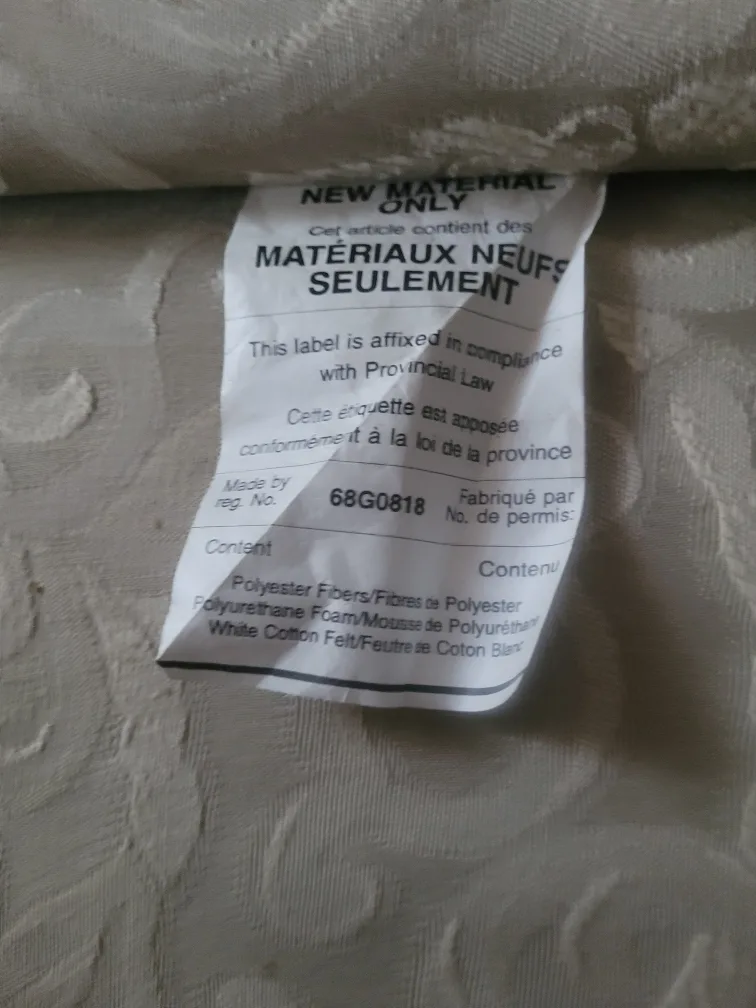 NEW MATERIAL
ONLY
Cet article contient des
MATÉRIAUX NEUFS
SEULEMENT
This label is affixed in compliance
with Provincial Law
Cette étiquette est apposée
conformément à la loi de la province
Made by
reg. No.
68G0818
Fabriqué par
No. de permis:
Content
Contenu
Polyester Fibers/Fibres de Polyester
Polyurethane Foam/Mousse de Polyuréthane
White Cotton Felt/Feutre de Coton Blanc